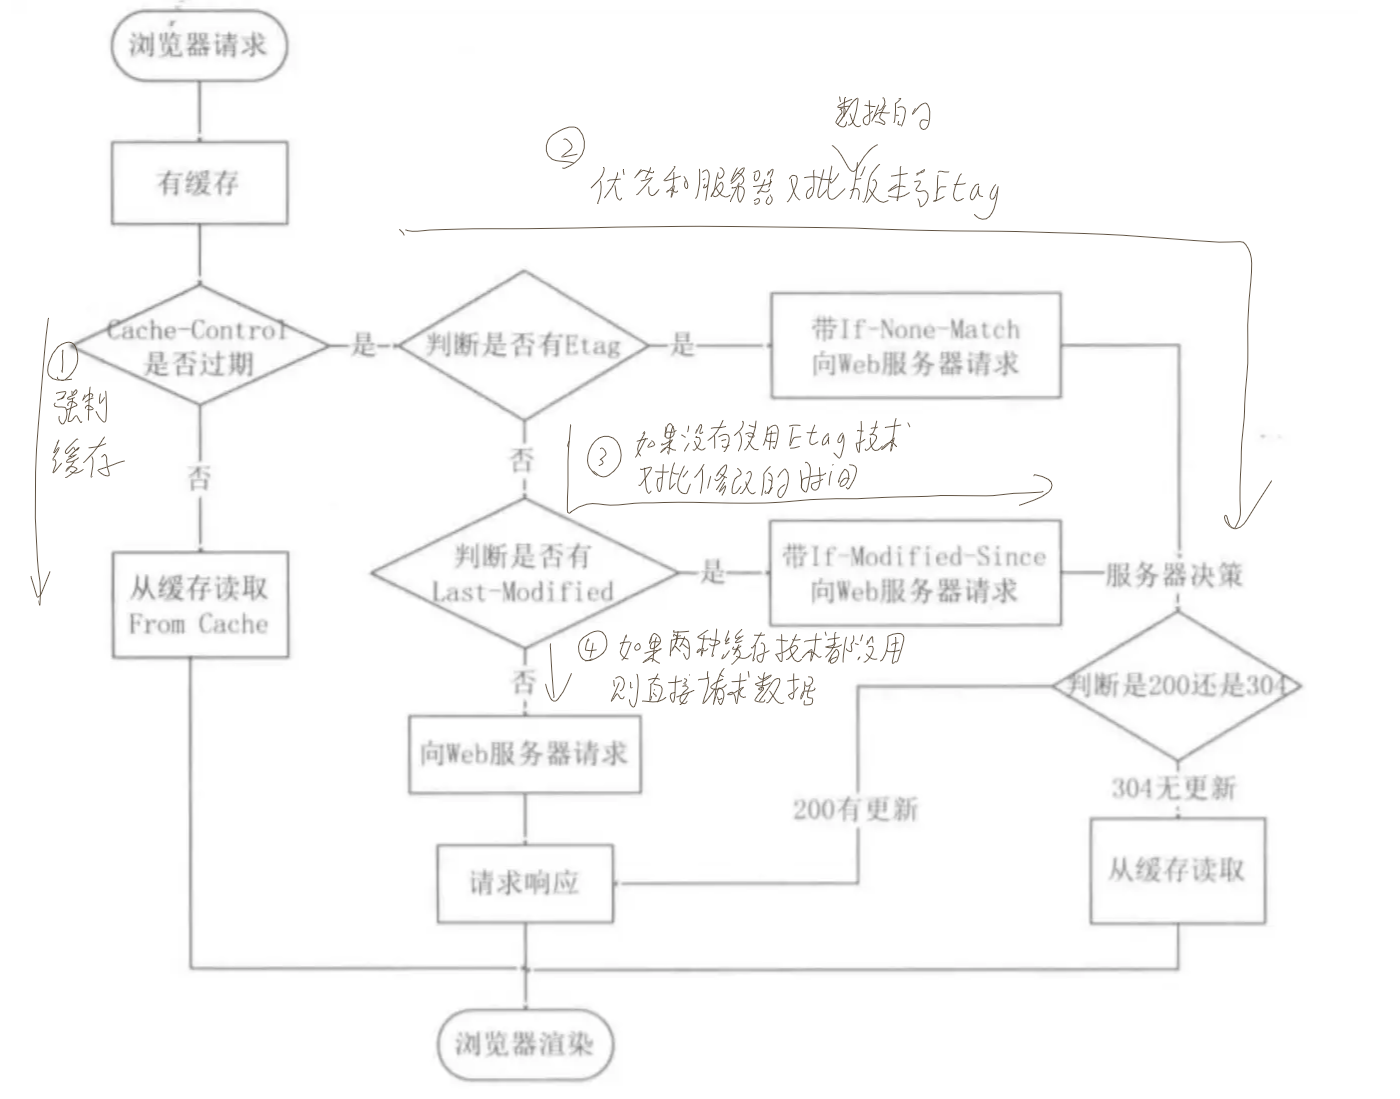 浏览器请求
有缓存
Cache-Control
是否过期
是
判断是否有Etag
是
带If-None-Match
向Web服务器请求
数据的
② 优先和服务器对比版本号Etag
① 强制
缓存
否
否
③ 如果没有使用Etag技术
对比修改的时间
从缓存读取
From Cache
判断是否有
Last-Modified
是
带If-Modified-Since
向Web服务器请求
服务器决策
④ 如果两种缓存技术都没用
则直接请求数据
否
判断是200还是304
向Web服务器请求
200有更新
304无更新
请求响应
从缓存读取
浏览器渲染